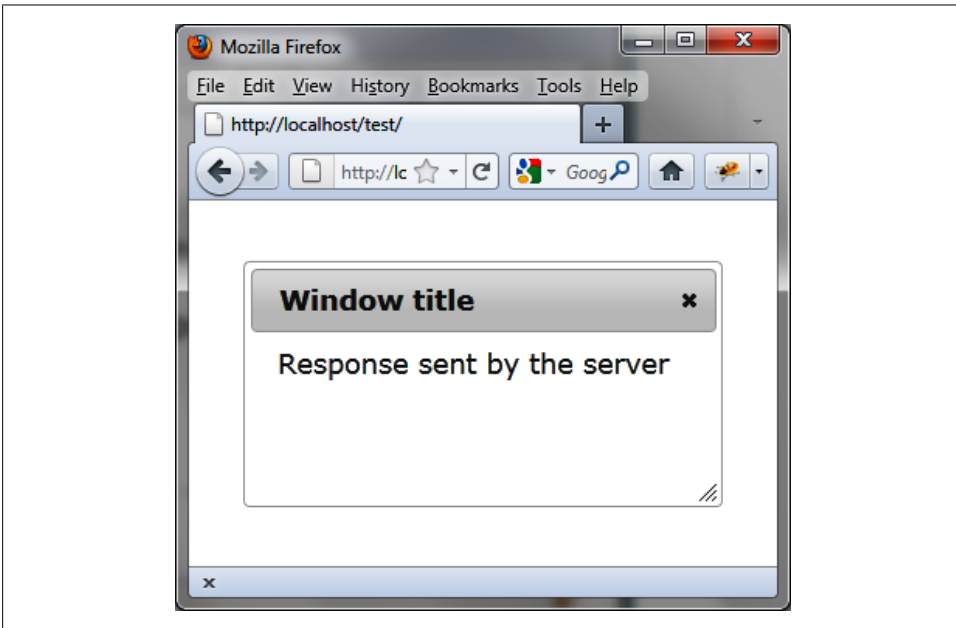 Mozilla Firefox
File Edit View History Bookmarks Tools Help
http://localhost/test/
http://lc Goog
Window title
Response sent by the server